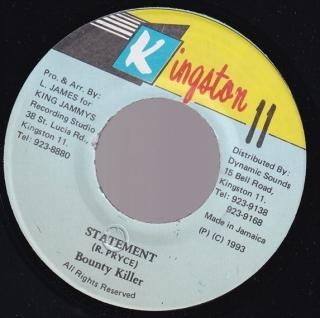 Kingston 11
Pro. & Arr. By:
L. JAMES for
KING JAMMYS
Recording Studio
38 St. Lucia Rd.,
Kingston 11.
Tel: 923-8880
Distributed By:
Dynamic Sounds
15 Bell Road,
Kingston 11.
Tel: 923-9138
923-9168
Made in Jamaica
(P) (C) 1993
STATEMENT
(R. PRYCE)
Bounty Killer
All Rights Reserved